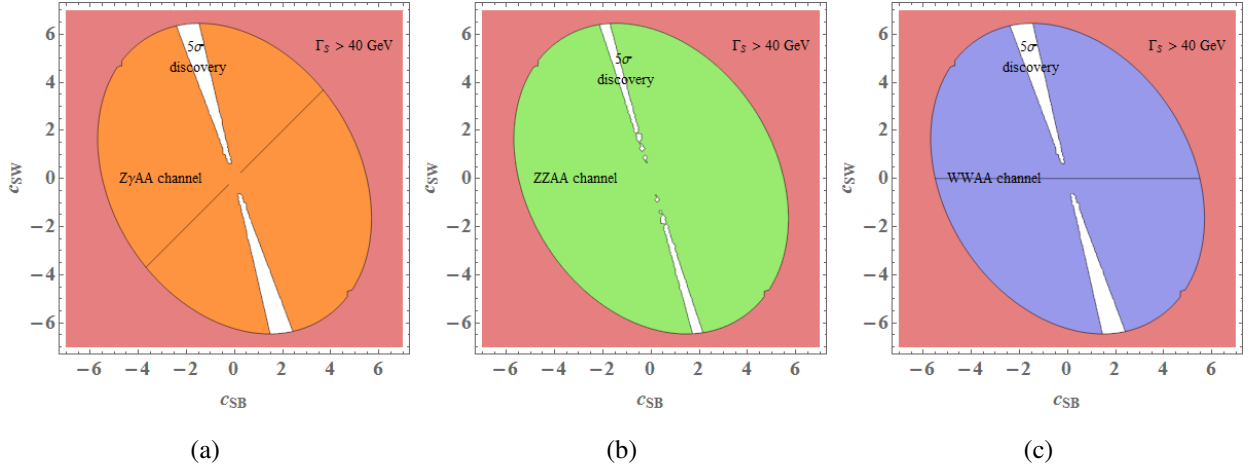 6
4
2
0
−2
−4
−6
c_SW
5σ
discovery
Γ_S > 40 GeV
ZγAA channel
−6 −4 −2 0 2 4 6
c_SB
(a)
6
4
2
0
−2
−4
−6
c_SW
5σ
discovery
Γ_S > 40 GeV
ZZAA channel
−6 −4 −2 0 2 4 6
c_SB
(b)
6
4
2
0
−2
−4
−6
c_SW
5σ
discovery
Γ_S > 40 GeV
WWAA channel
−6 −4 −2 0 2 4 6
c_SB
(c)